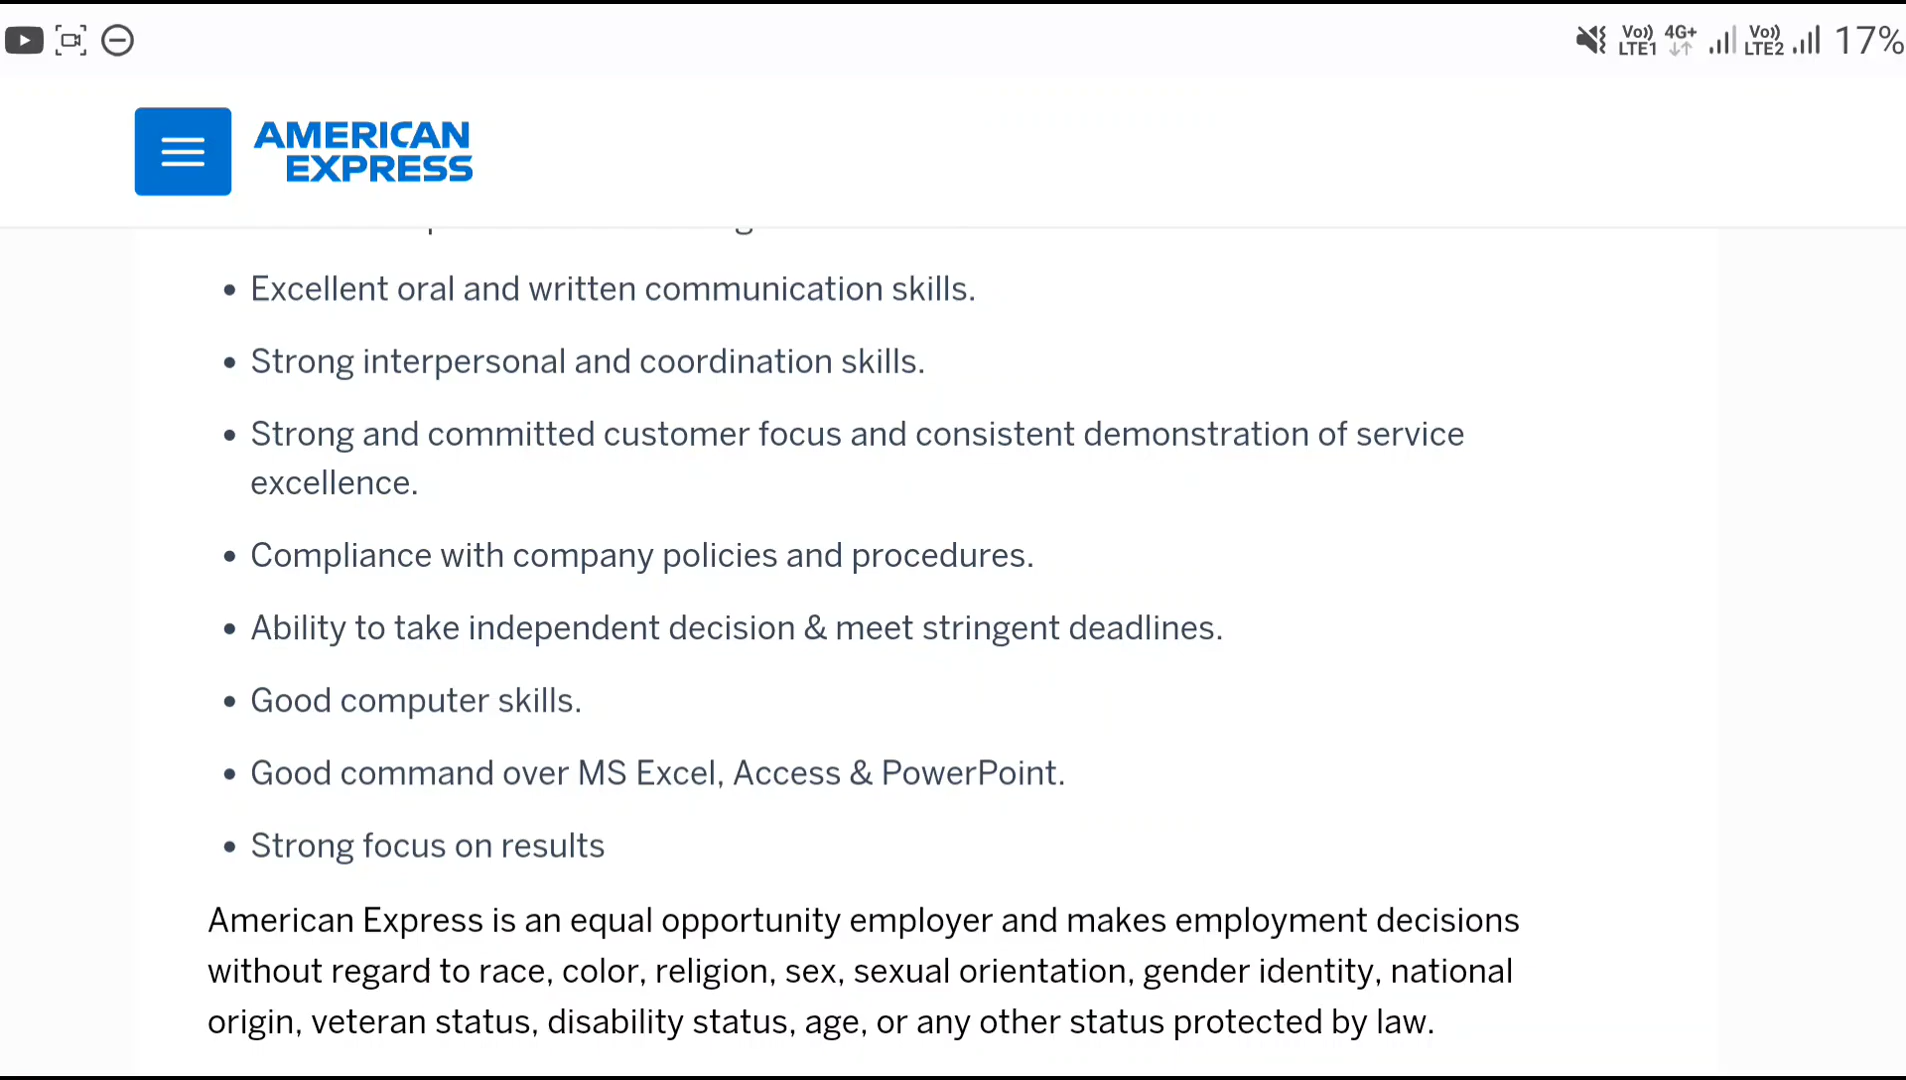 Vo)) LTE1 4G+ Vo)) LTE2 17%
AMERICAN
EXPRESS
• Excellent oral and written communication skills.
• Strong interpersonal and coordination skills.
• Strong and committed customer focus and consistent demonstration of service
excellence.
• Compliance with company policies and procedures.
• Ability to take independent decision & meet stringent deadlines.
• Good computer skills.
• Good command over MS Excel, Access & PowerPoint.
• Strong focus on results
American Express is an equal opportunity employer and makes employment decisions
without regard to race, color, religion, sex, sexual orientation, gender identity, national
origin, veteran status, disability status, age, or any other status protected by law.